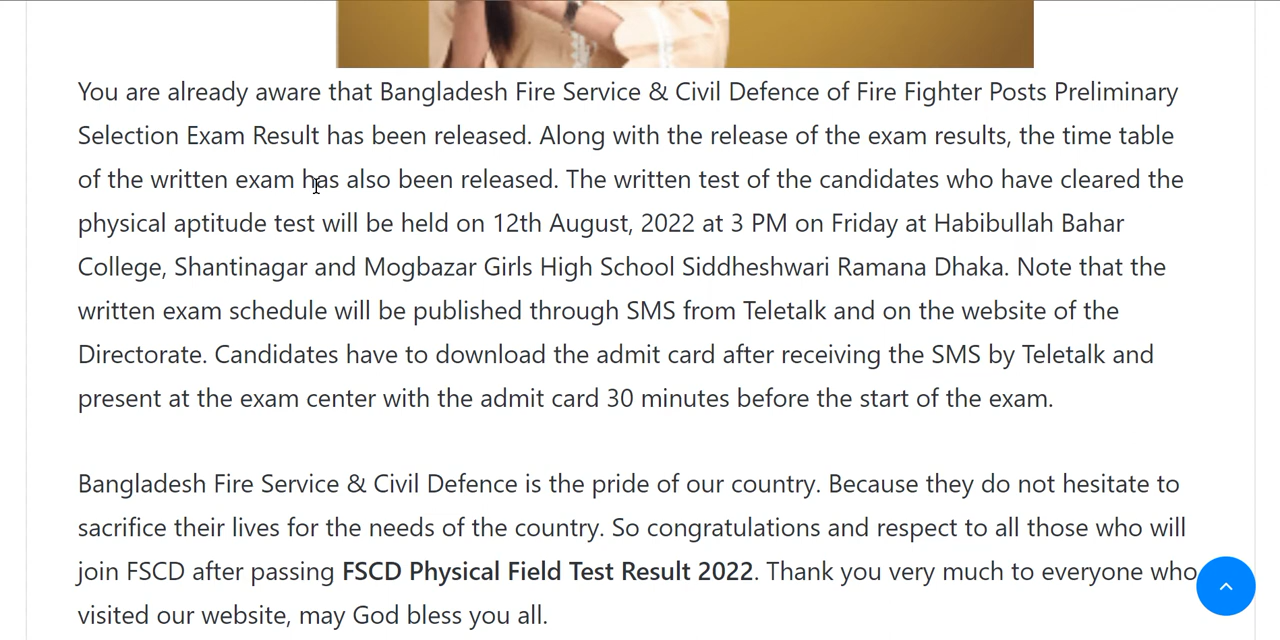 You are already aware that Bangladesh Fire Service & Civil Defence of Fire Fighter Posts Preliminary
Selection Exam Result has been released. Along with the release of the exam results, the time table
of the written exam has also been released. The written test of the candidates who have cleared the
physical aptitude test will be held on 12th August, 2022 at 3 PM on Friday at Habibullah Bahar
College, Shantinagar and Mogbazar Girls High School Siddheshwari Ramana Dhaka. Note that the
written exam schedule will be published through SMS from Teletalk and on the website of the
Directorate. Candidates have to download the admit card after receiving the SMS by Teletalk and
present at the exam center with the admit card 30 minutes before the start of the exam.
Bangladesh Fire Service & Civil Defence is the pride of our country. Because they do not hesitate to
sacrifice their lives for the needs of the country. So congratulations and respect to all those who will
join FSCD after passing FSCD Physical Field Test Result 2022. Thank you very much to everyone who
visited our website, may God bless you all.